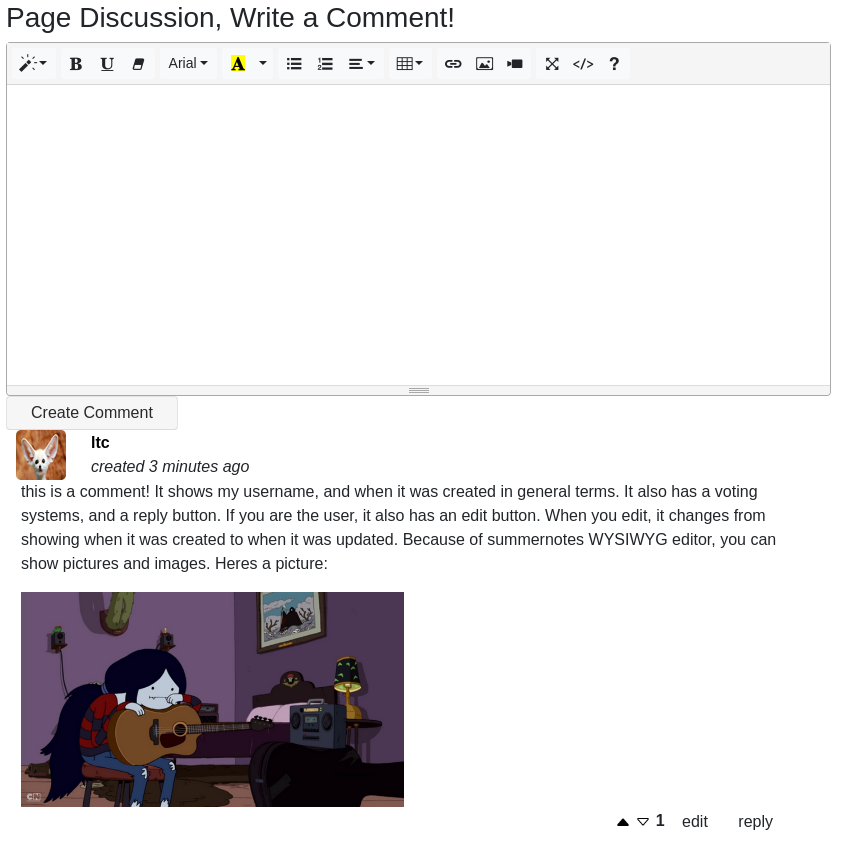 Page Discussion, Write a Comment!
B U Arial A </> ?
Create Comment
ltc
created 3 minutes ago
this is a comment! It shows my username, and when it was created in general terms. It also has a voting
systems, and a reply button. If you are the user, it also has an edit button. When you edit, it changes from
showing when it was created to when it was updated. Because of summernotes WYSIWYG editor, you can
show pictures and images. Heres a picture:
CN
1 edit reply